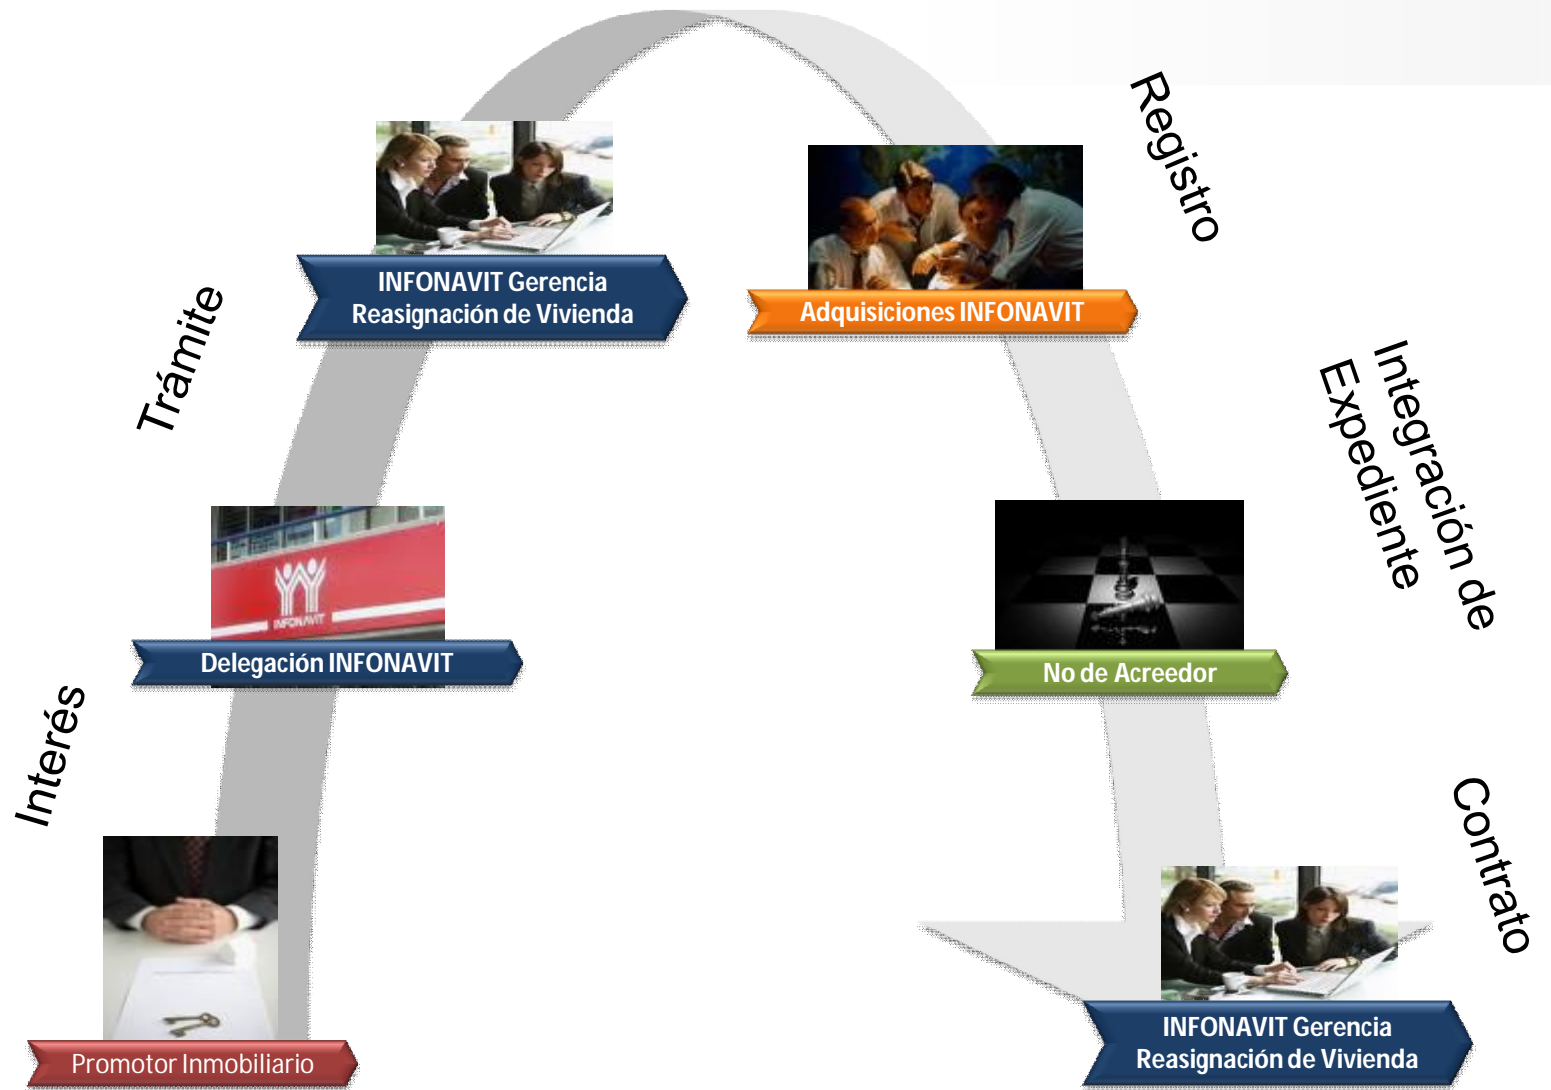 Registro
INFONAVIT Gerencia
Reasignación de Vivienda
Adquisiciones INFONAVIT
Trámite
Integración de
Expediente
INFONAVIT
Delegación INFONAVIT
No de Acreedor
Interés
Contrato
Promotor Inmobiliario
INFONAVIT Gerencia
Reasignación de Vivienda